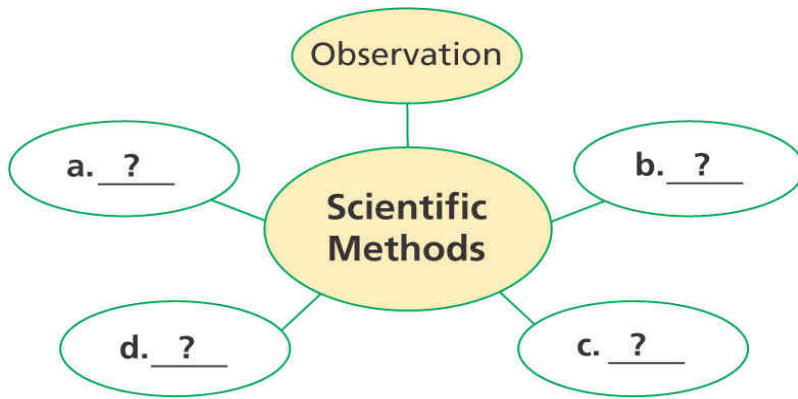 Observation
a. ?
b. ?
Scientific
Methods
d. ?
c. ?